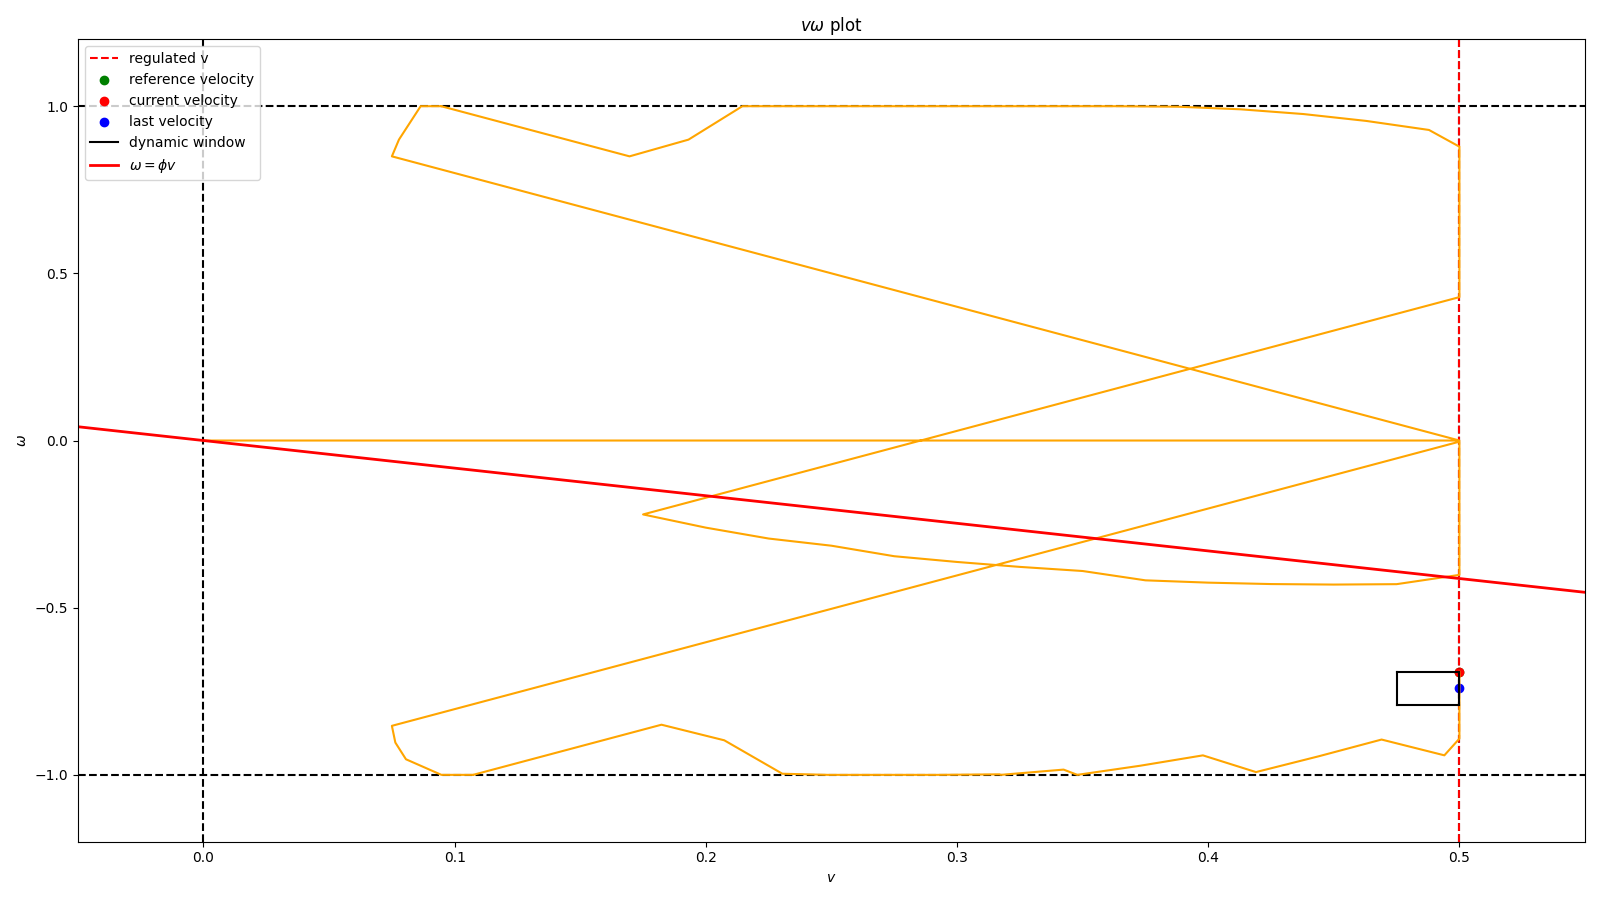 vω plot
regulated v
reference velocity
current velocity
last velocity
dynamic window
ω = ϕv
1.0
0.5
0.0
−0.5
−1.0
ω
0.0 0.1 0.2 0.3 0.4 0.5
v